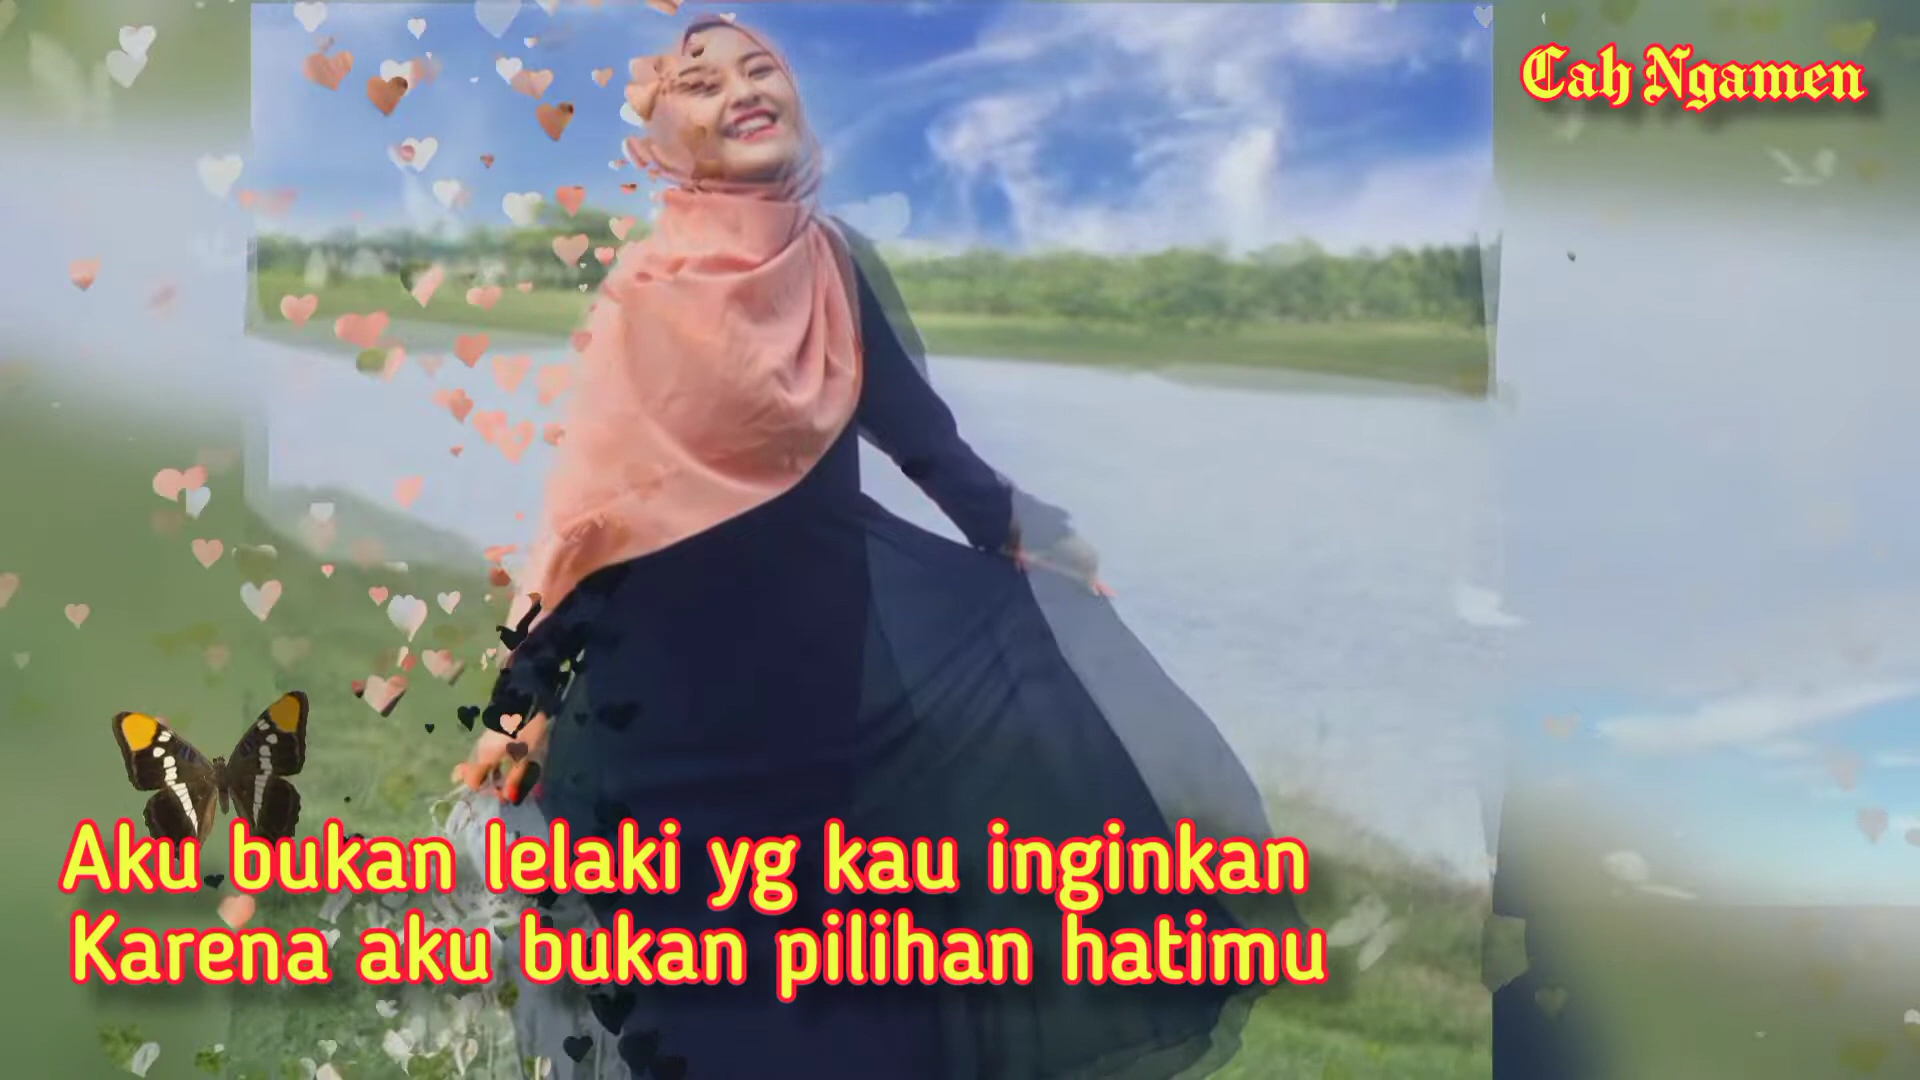 Cah Ngamen
Aku bukan lelaki yg kau inginkan
Karena aku bukan pilihan hatimu